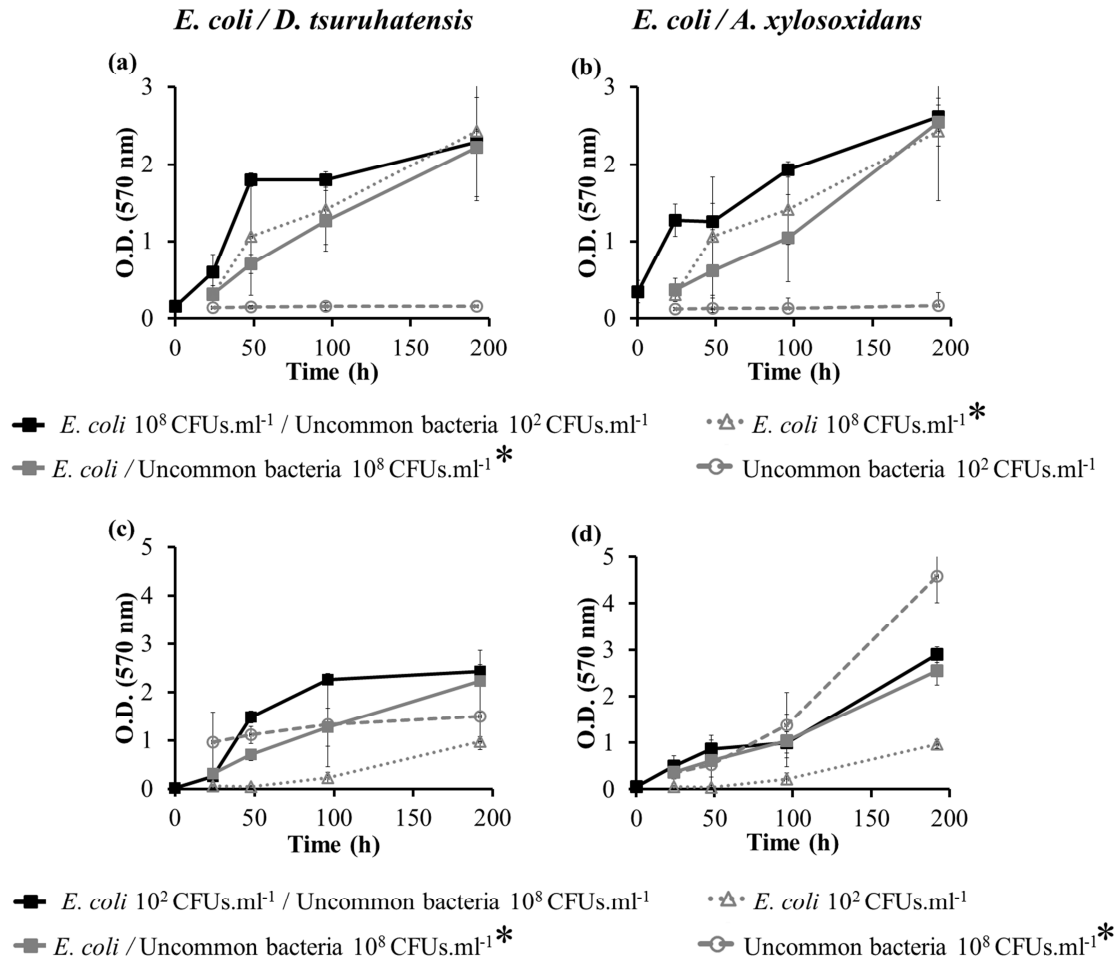 E. coli / D. tsuruhatensis
E. coli / A. xylosoxidans
(a)
3
2
1
0
O.D. (570 nm)
0 50 100 150 200
Time (h)
(b)
3
2
1
0
O.D. (570 nm)
0 50 100 150 200
Time (h)
E. coli 10⁸ CFUs.ml⁻¹ / Uncommon bacteria 10² CFUs.ml⁻¹
E. coli 10⁸ CFUs.ml⁻¹*
E. coli / Uncommon bacteria 10⁸ CFUs.ml⁻¹*
Uncommon bacteria 10² CFUs.ml⁻¹
(c)
5
4
3
2
1
0
O.D. (570 nm)
0 50 100 150 200
Time (h)
(d)
5
4
3
2
1
0
O.D. (570 nm)
0 50 100 150 200
Time (h)
E. coli 10² CFUs.ml⁻¹ / Uncommon bacteria 10⁸ CFUs.ml⁻¹
E. coli 10² CFUs.ml⁻¹
E. coli / Uncommon bacteria 10⁸ CFUs.ml⁻¹*
Uncommon bacteria 10⁸ CFUs.ml⁻¹*